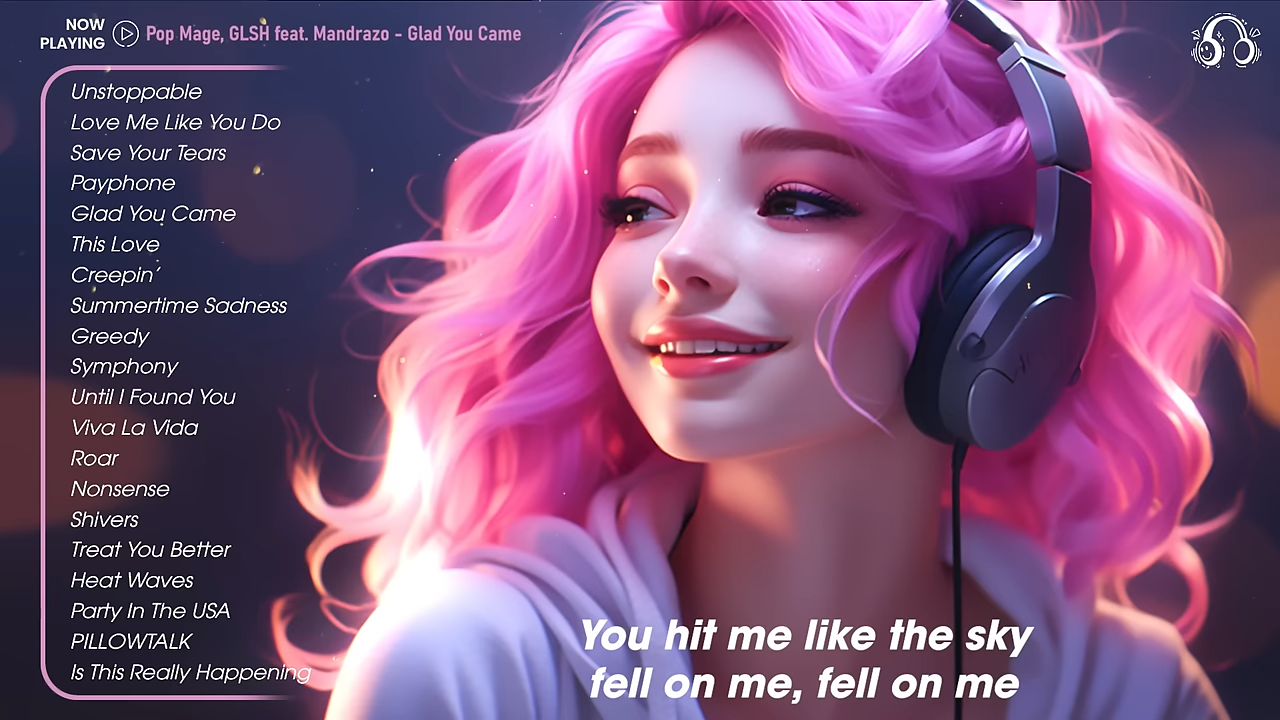 NOW
PLAYING
Pop Mage, GLSH feat. Mandrazo - Glad You Came
Unstoppable
Love Me Like You Do
Save Your Tears
Payphone
Glad You Came
This Love
Creepin’
Summertime Sadness
Greedy
Symphony
Until I Found You
Viva La Vida
Roar
Nonsense
Shivers
Treat You Better
Heat Waves
Party In The USA
PILLOWTALK
Is This Really Happening
You hit me like the sky
fell on me, fell on me